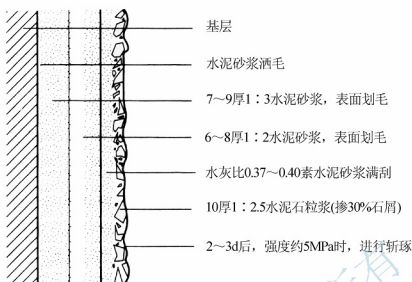 基层
水泥砂浆洒毛
7～9厚1：3水泥砂浆，表面划毛
6～8厚1：2水泥砂浆，表面划毛
水灰比0.37～0.40素水泥砂浆满刮
10厚1：2.5水泥石粒浆(掺30%石屑)
2～3d后，强度约5MPa时，进行斩琢